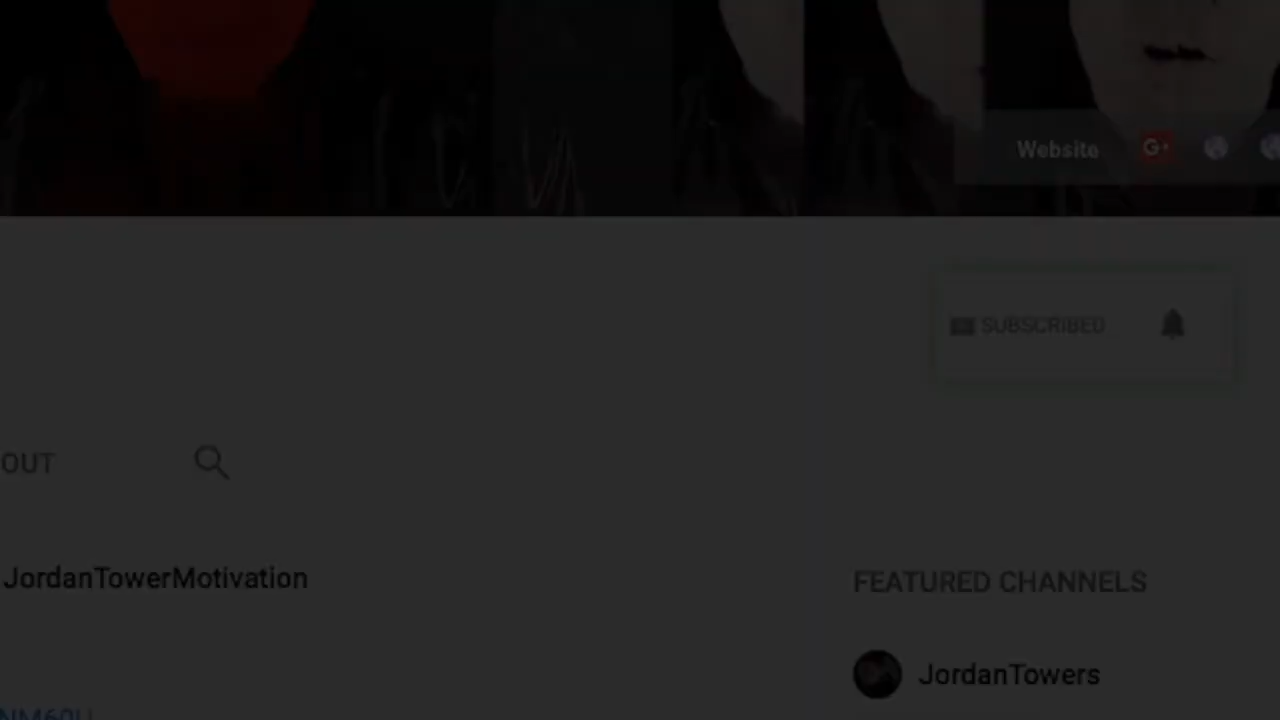 Website G+
SUBSCRIBED
OUT
JordanTowerMotivation
FEATURED CHANNELS
JordanTowers